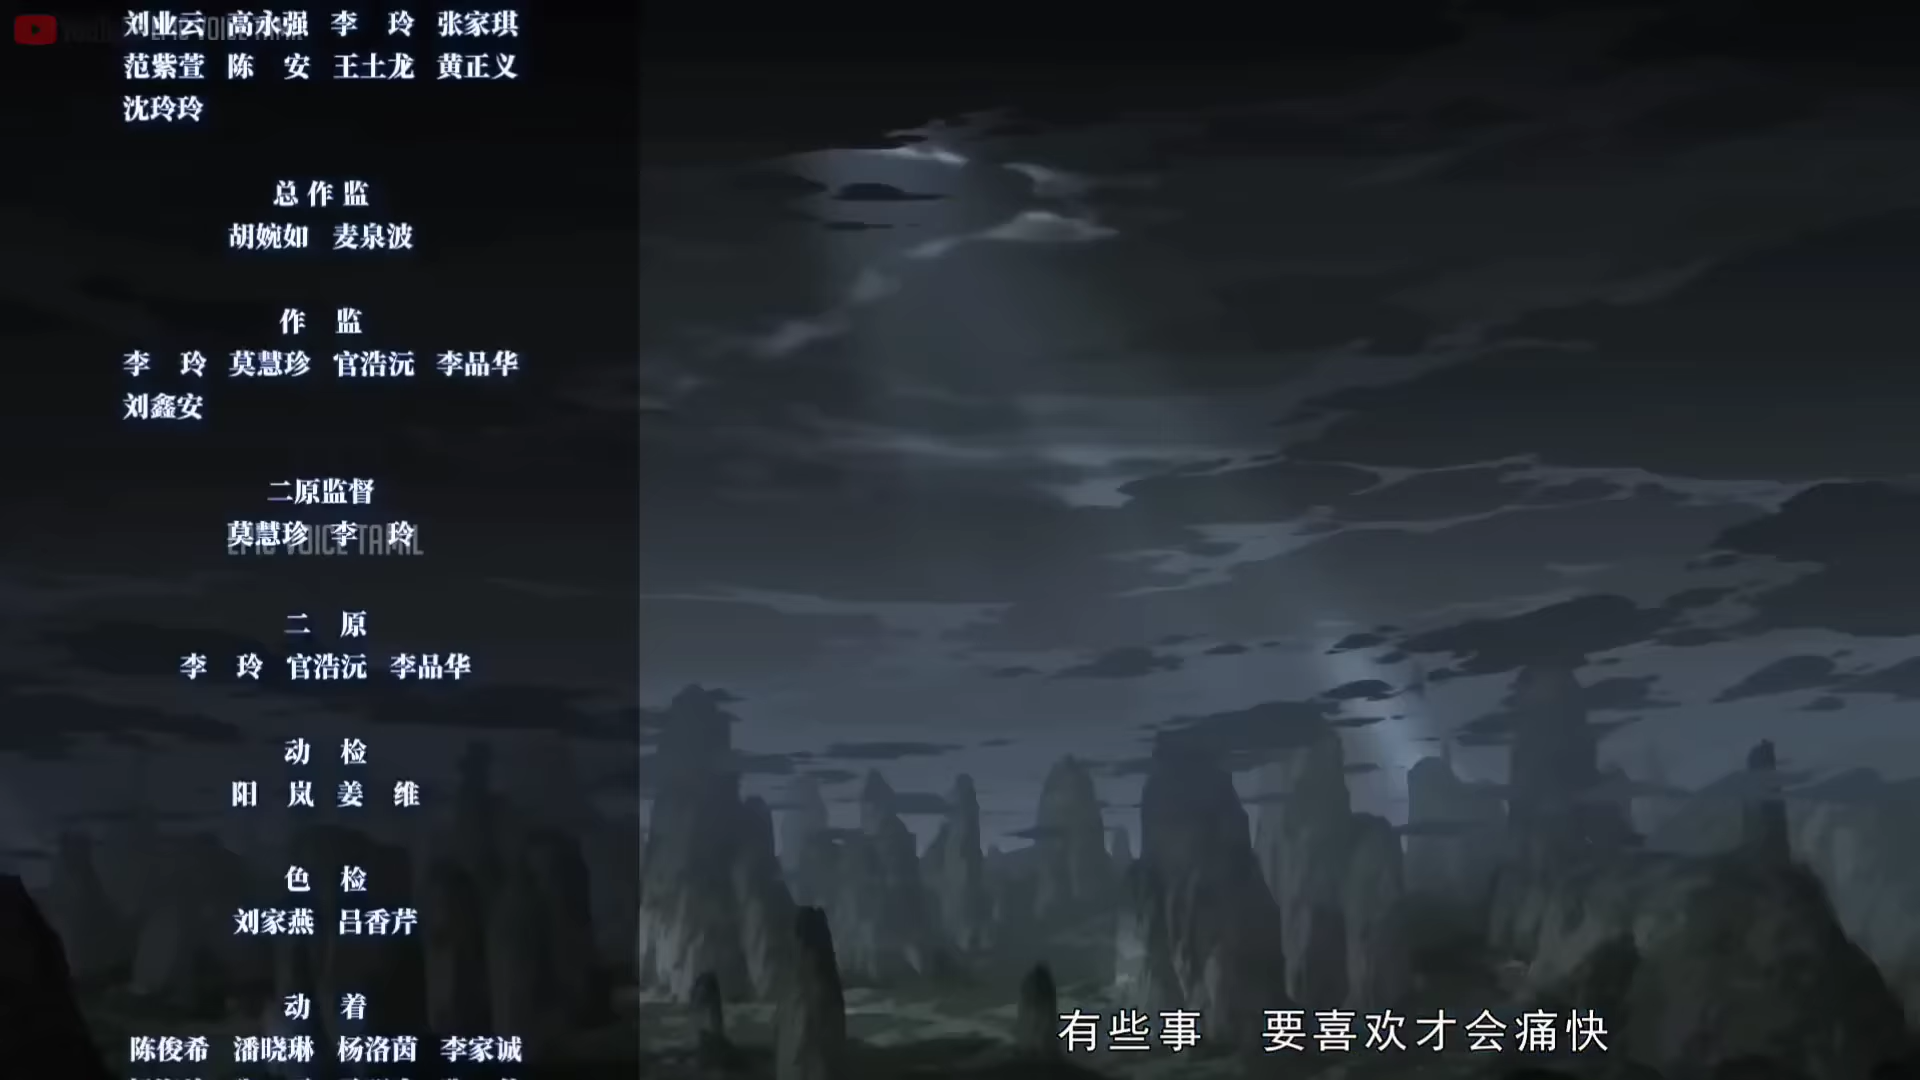 刘业云 高永强 李 玲 张家琪
范紫萱 陈 安 王土龙 黄正义
沈玲玲
总作监
胡婉如 麦泉波
作 监
李 玲 莫慧珍 官浩沅 李品华
刘鑫安
二原监督
莫慧珍 李 玲
EPIC VOICE TAMIL
二 原
李 玲 官浩沅 李品华
动 检
阳 岚 姜 维
色 检
刘家燕 吕香芹
动 着
陈俊希 潘晓琳 杨洛茵 李家诚
有些事 要喜欢才会痛快